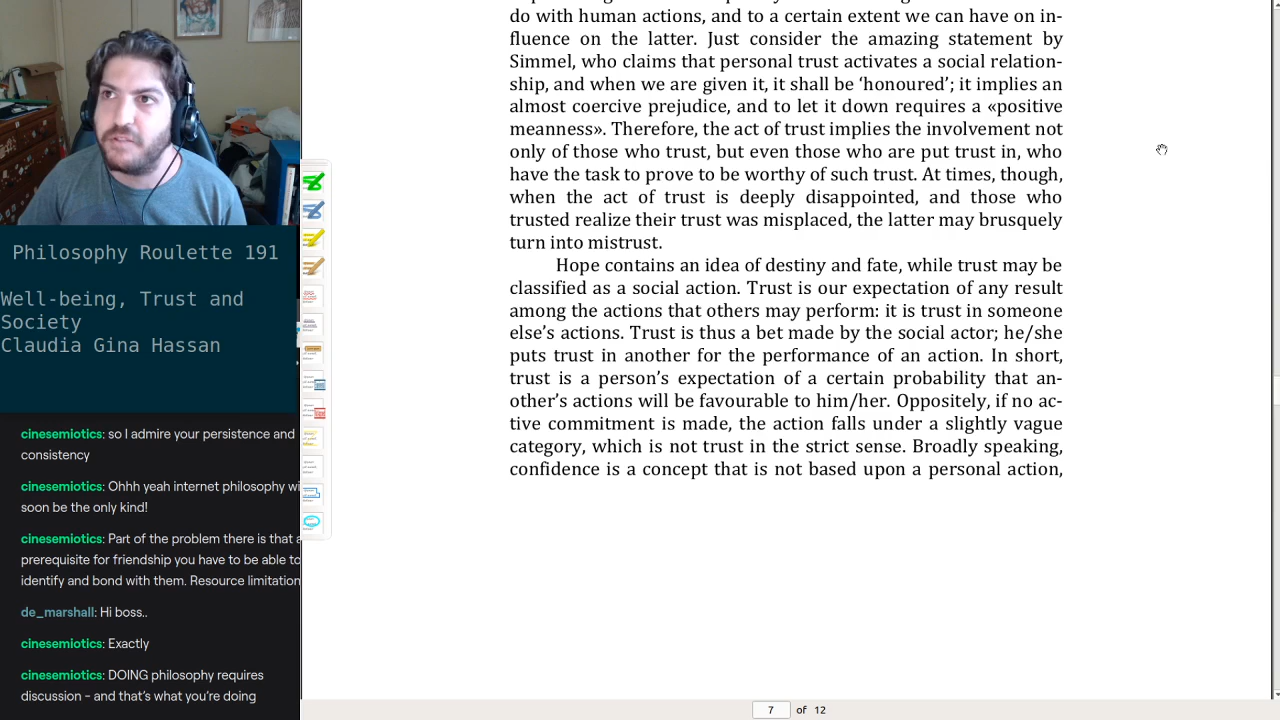 Philosophy Roulette 191
Well-being, Trust and
Society
Claudia Gina Hassan
cinesemiotics: so admire your persistence and
consistency
cinesemiotics: Ohhh yeah internet philosophy w
soon be the only kind!
cinesemiotics: Part of the problem there is that a
prerequisite for friendship you have to be able to
identify and bond with them. Resource limitation
de_marshall: Hi boss..
cinesemiotics: Exactly
cinesemiotics: DOING philosophy requires
discussion - and that's what you're doing
do with human actions, and to a certain extent we can have on in-
fluence on the latter. Just consider the amazing statement by
Simmel, who claims that personal trust activates a social relation-
ship, and when we are given it, it shall be ‘honoured’; it implies an
almost coercive prejudice, and to let it down requires a «positive
meanness». Therefore, the act of trust implies the involvement not
only of those who trust, but even those who are put trust in, who
have the task to prove to be worthy of such trust. At times, though,
when the act of trust is deeply disappointed, and those who
trusted realize their trust was misplaced, the latter may obliquely
turn into mistrust.
Hope contains an idea of destiny and fate, while trust may be
classified as a social action. Trust is an expectation of any result
among the actions that others may perform: it is trust in someone
else’s actions. Trust it is thus set mainly in the social actor, as one
puts trust in another for the performance of an action. In short,
trust is a personal expectation of a certain probability that an-
other’s actions will be favourable to him/her. Oppositely, if no ac-
tive commitment is made, our action falls under a slightly vague
category, which is not trust in the strict sense. Broadly speaking,
confidence is a concept that is not based upon a personal action,
7 of 12